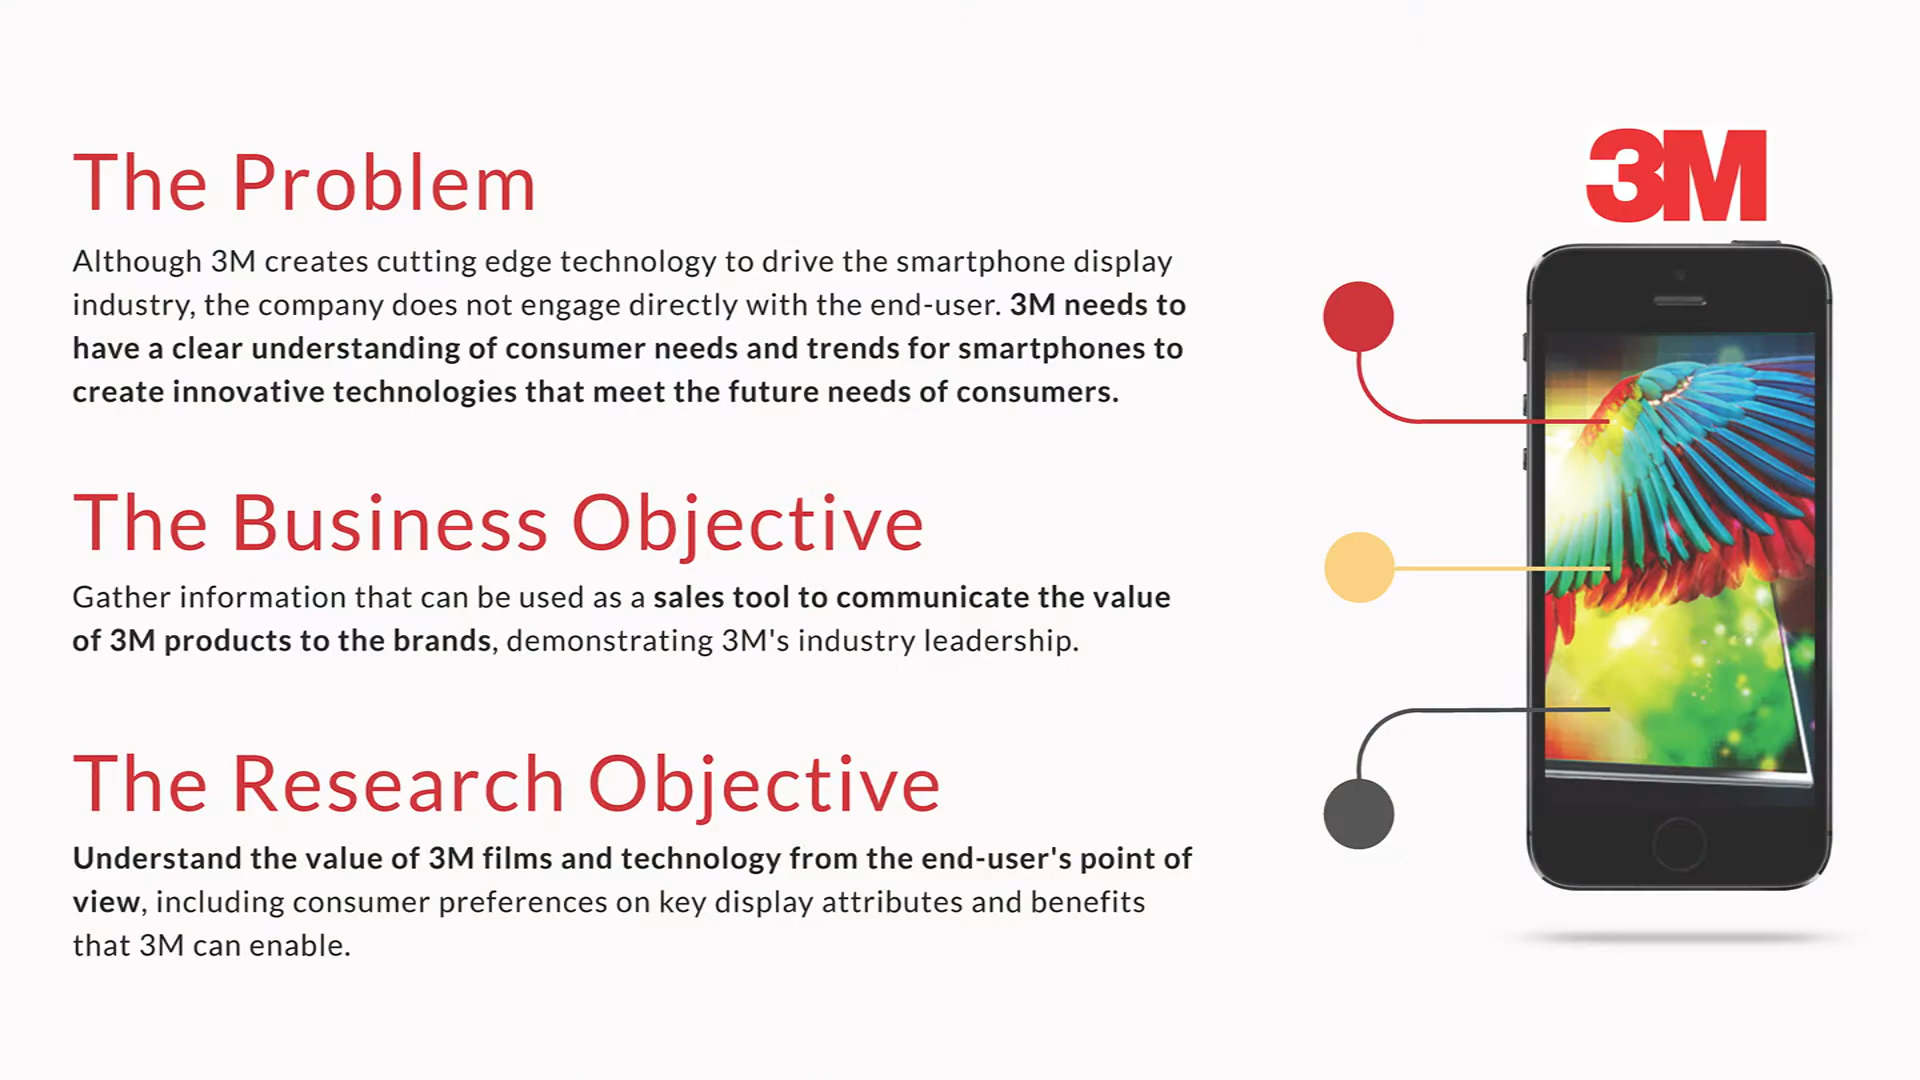 The Problem
Although 3M creates cutting edge technology to drive the smartphone display
industry, the company does not engage directly with the end-user. 3M needs to
have a clear understanding of consumer needs and trends for smartphones to
create innovative technologies that meet the future needs of consumers.
The Business Objective
Gather information that can be used as a sales tool to communicate the value
of 3M products to the brands, demonstrating 3M's industry leadership.
The Research Objective
Understand the value of 3M films and technology from the end-user's point of
view, including consumer preferences on key display attributes and benefits
that 3M can enable.
3M